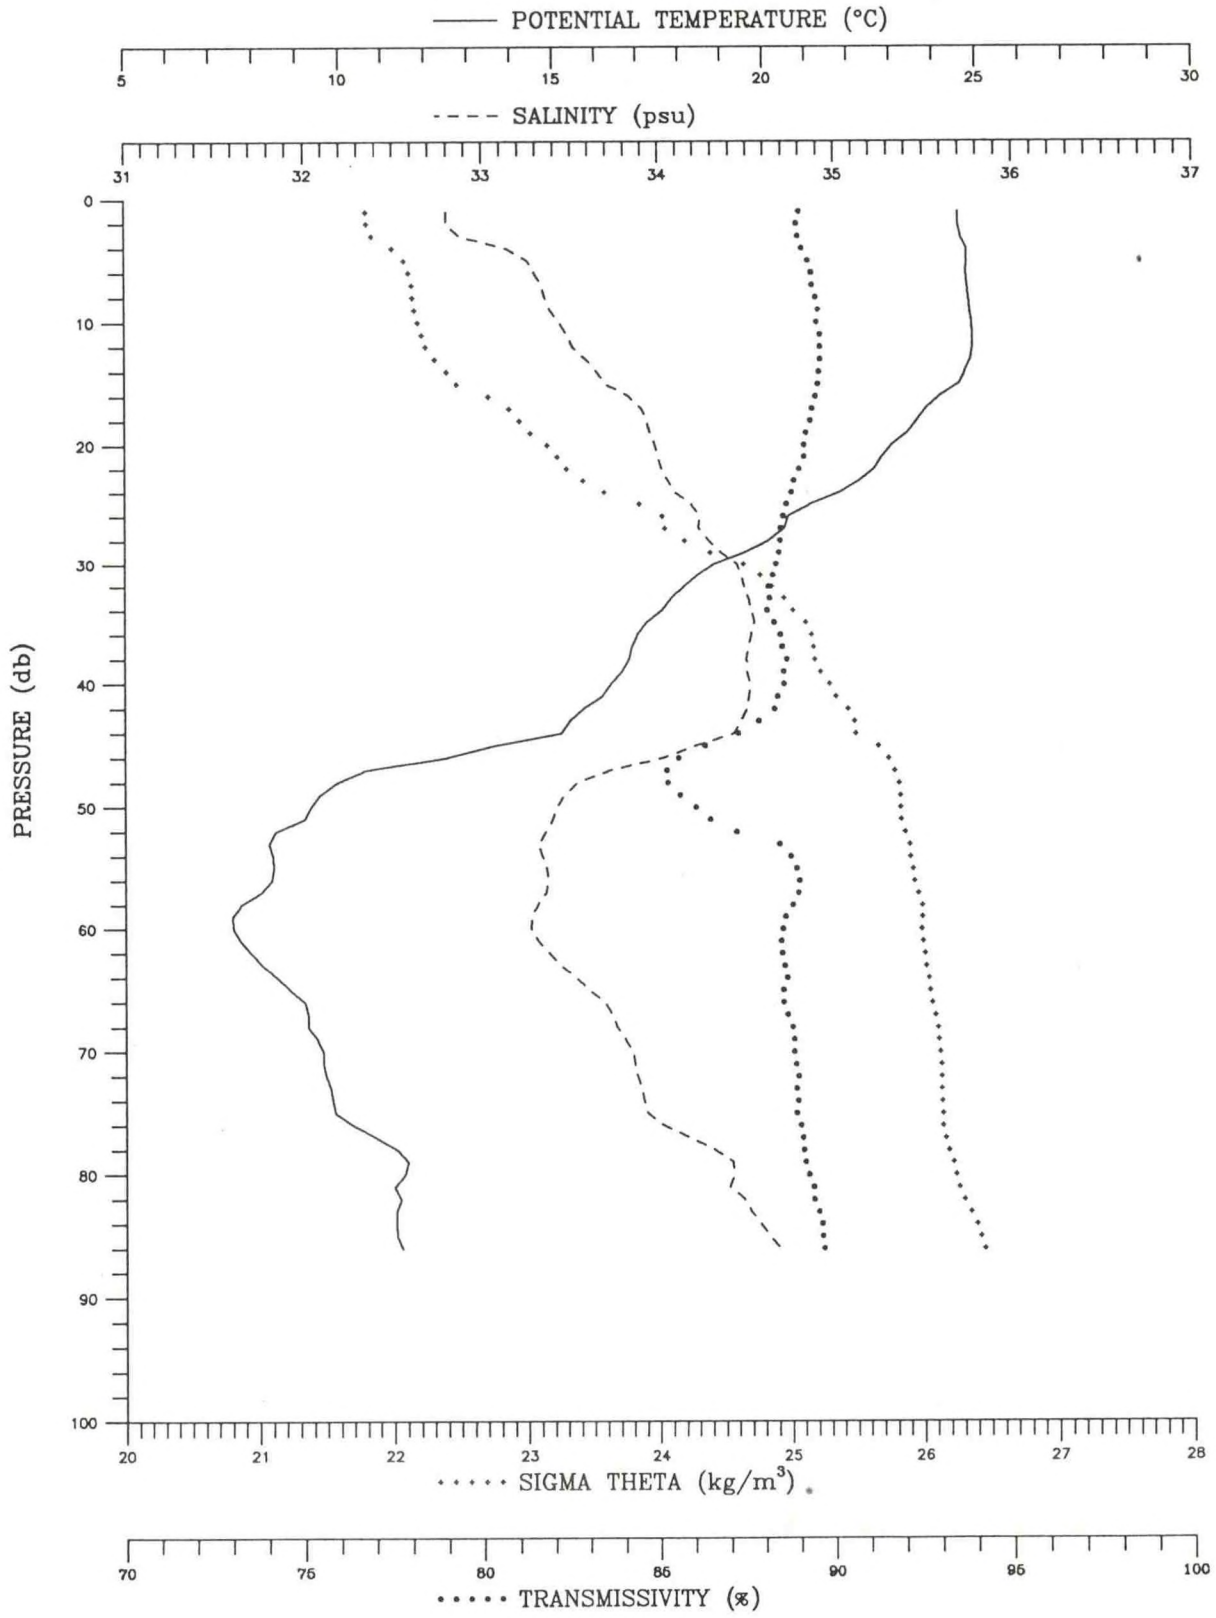 POTENTIAL TEMPERATURE (°C)
5 10 15 20 25 30
SALINITY (psu)
31 32 33 34 35 36 37
0
10
20
30
40
50
60
70
80
90
100
PRESSURE (db)
20 21 22 23 24 25 26 27 28
SIGMA THETA (kg/m³)
70 75 80 85 90 95 100
TRANSMISSIVITY (%)